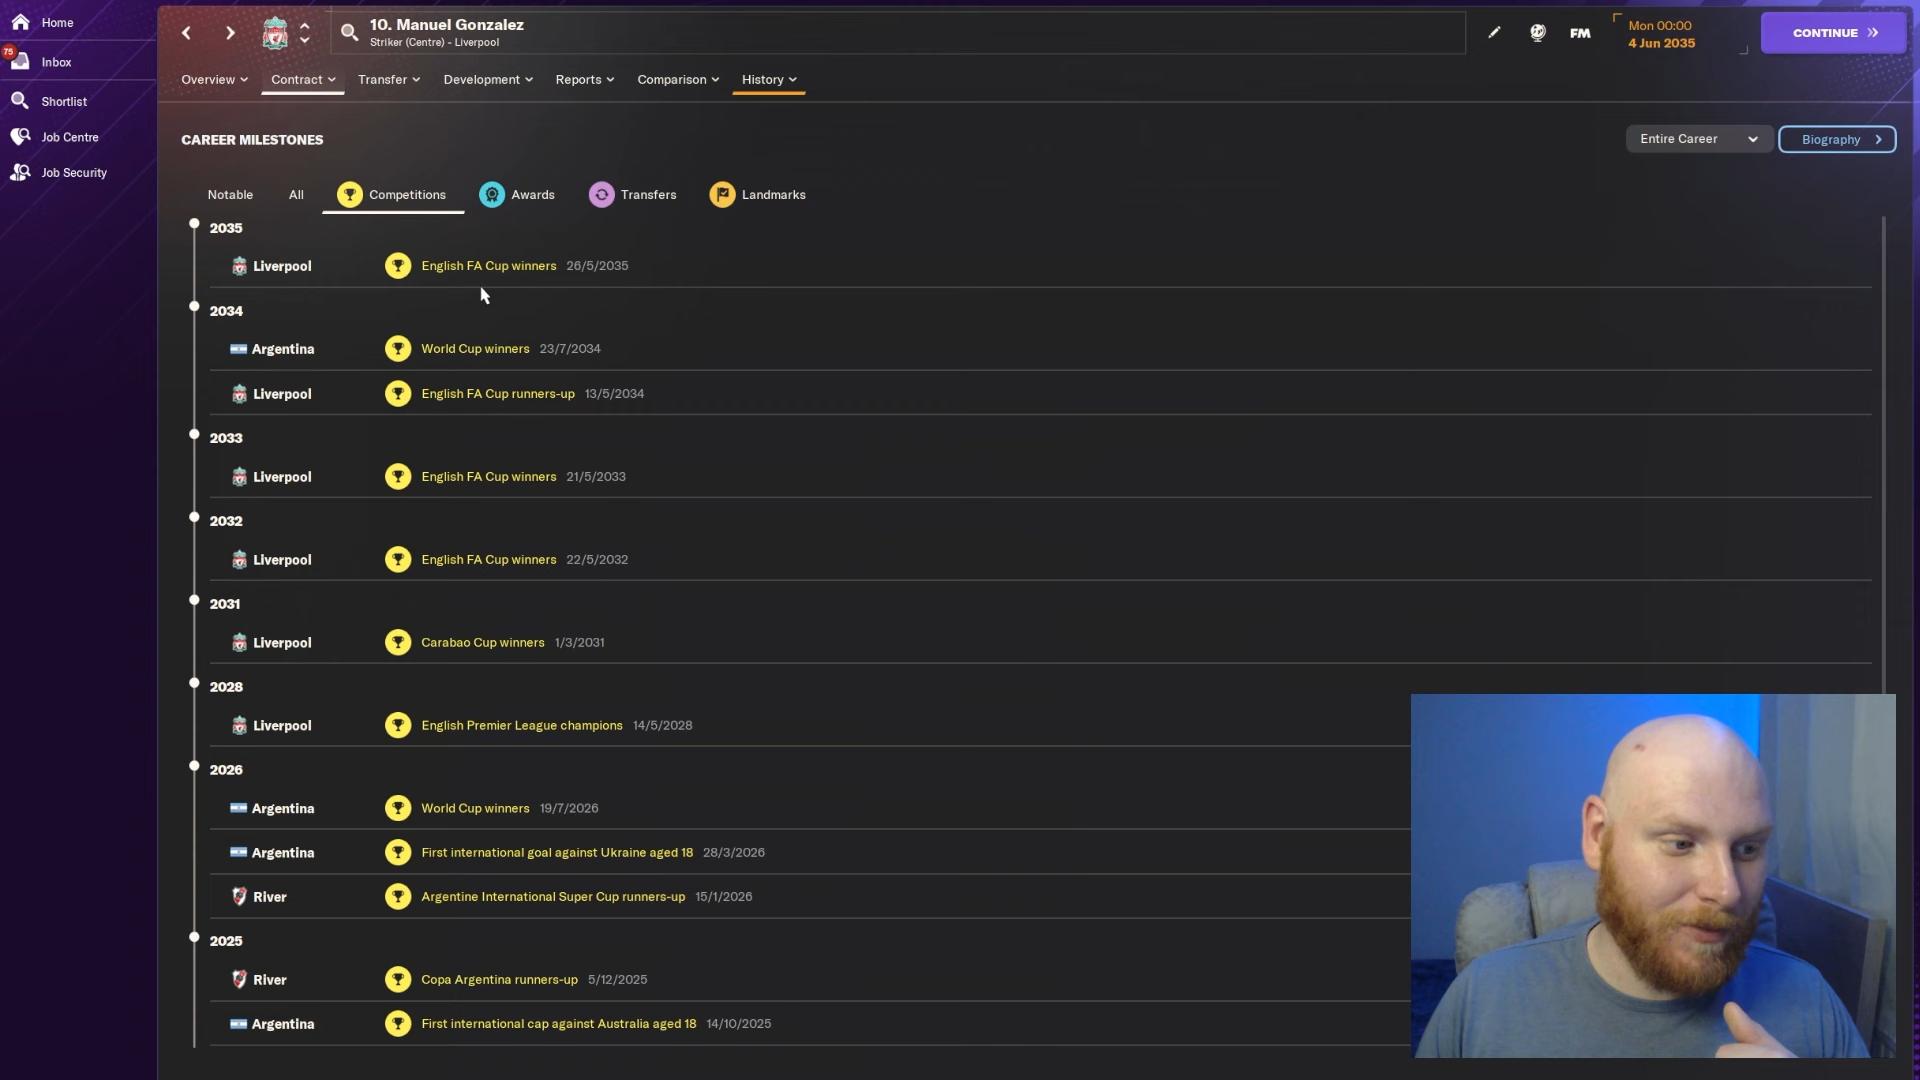 Home
75
Inbox
Shortlist
Job Centre
Job Security
10. Manuel Gonzalez
Striker (Centre) - Liverpool
FM
Mon 00:00
4 Jun 2035
CONTINUE
Overview Contract Transfer Development Reports Comparison History
CAREER MILESTONES
Entire Career
Biography
Notable All Competitions Awards Transfers Landmarks
2035
Liverpool English FA Cup winners 26/5/2035
2034
Argentina World Cup winners 23/7/2034
Liverpool English FA Cup runners-up 13/5/2034
2033
Liverpool English FA Cup winners 21/5/2033
2032
Liverpool English FA Cup winners 22/5/2032
2031
Liverpool Carabao Cup winners 1/3/2031
2028
Liverpool English Premier League champions 14/5/2028
2026
Argentina World Cup winners 19/7/2026
Argentina First international goal against Ukraine aged 18 28/3/2026
River Argentine International Super Cup runners-up 15/1/2026
2025
River Copa Argentina runners-up 5/12/2025
Argentina First international cap against Australia aged 18 14/10/2025